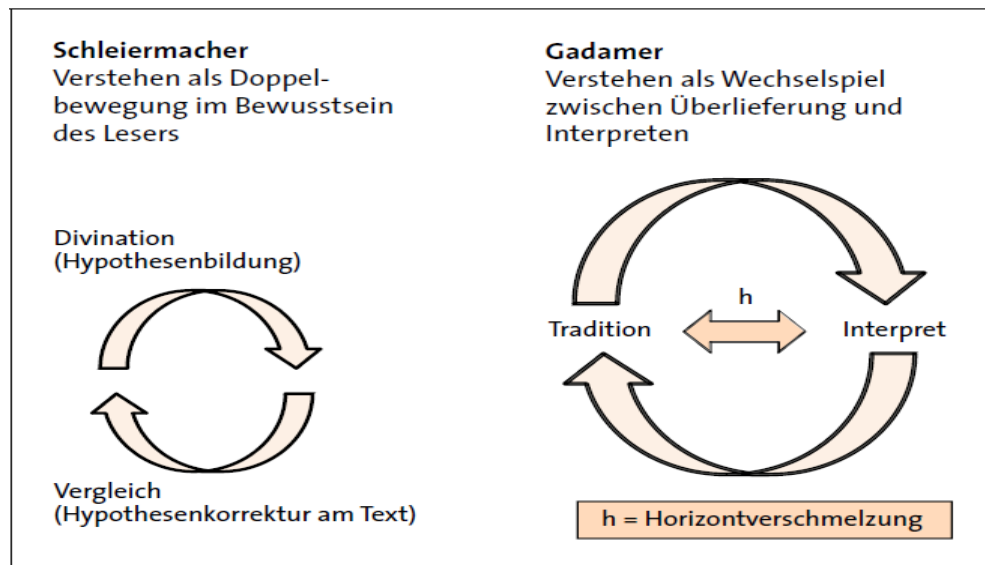 Schleiermacher
Verstehen als Doppel-
bewegung im Bewusstsein
des Lesers
Divination
(Hypothesenbildung)
Vergleich
(Hypothesenkorrektur am Text)
Gadamer
Verstehen als Wechselspiel
zwischen Überlieferung und
Interpreten
h
Tradition
Interpret
h = Horizontverschmelzung